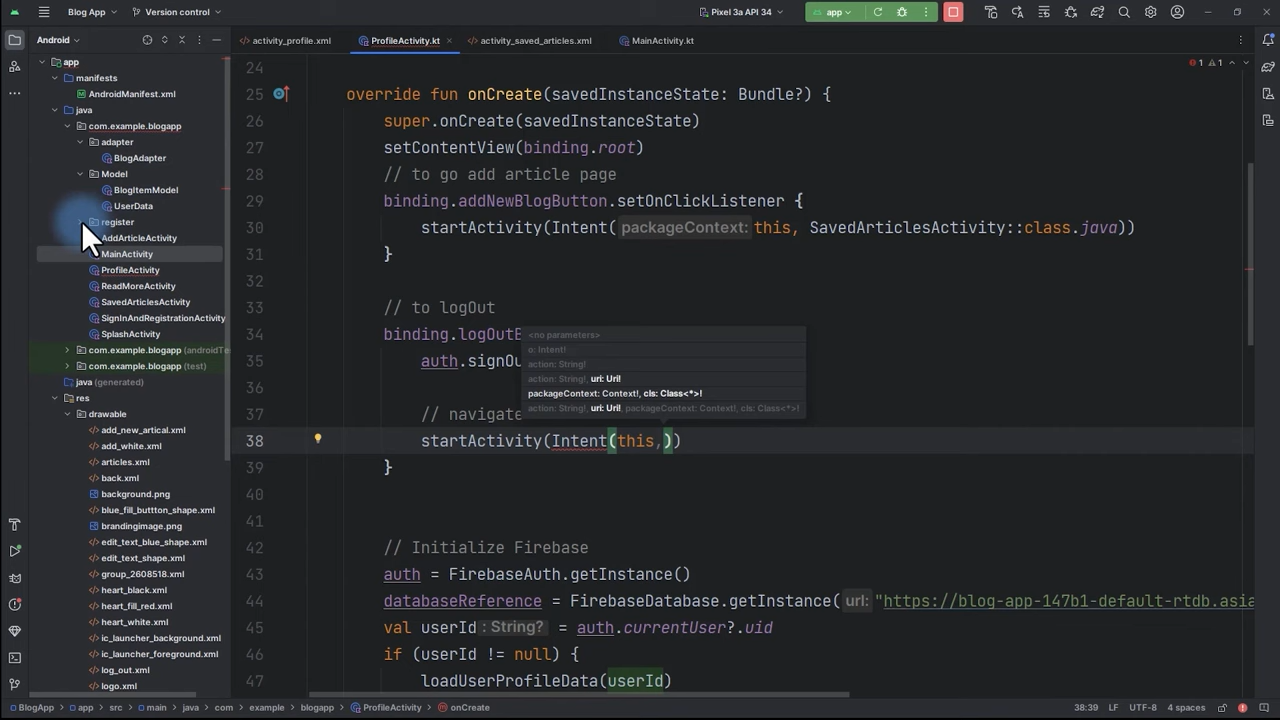 Blog App
Version control
Pixel 3a API 34
app
Android
activity_profile.xml
ProfileActivity.kt
activity_saved_articles.xml
MainActivity.kt
app
manifests
AndroidManifest.xml
java
com.example.blogapp
adapter
BlogAdapter
Model
BlogItemModel
UserData
register
AddArticleActivity
MainActivity
ProfileActivity
ReadMoreActivity
SavedArticlesActivity
SignInAndRegistrationActivity
SplashActivity
com.example.blogapp (androidTe
com.example.blogapp (test)
java (generated)
res
drawable
add_new_artical.xml
add_white.xml
articles.xml
back.xml
background.png
blue_fill_buttton_shape.xml
brandingimage.png
edit_text_blue_shape.xml
edit_text_shape.xml
group_2608518.xml
heart_black.xml
heart_fill_red.xml
heart_white.xml
ic_launcher_background.xml
ic_launcher_foreground.xml
log_out.xml
logo.xml
1 1
24
25 override fun onCreate(savedInstanceState: Bundle?) {
26 super.onCreate(savedInstanceState)
27 setContentView(binding.root)
28 // to go add article page
29 binding.addNewBlogButton.setOnClickListener {
30 startActivity(Intent( packageContext: this, SavedArticlesActivity::class.java))
31 }
32
33 // to logOut
34 binding.logOutB
35 auth.signOu
36
37 // navigate
38 startActivity(Intent(this,))
39 }
40
41
42 // Initialize Firebase
43 auth = FirebaseAuth.getInstance()
44 databaseReference = FirebaseDatabase.getInstance( url: "https://blog-app-147b1-default-rtdb.asia
45 val userId : String? = auth.currentUser?.uid
46 if (userId != null) {
47 loadUserProfileData(userId)
<no parameters>
o: Intent!
action: String!
action: String!, uri: Uri!
packageContext: Context!, cls: Class<*>!
action: String!, uri: Uri!, packageContext: Context!, cls: Class<*>!
BlogApp > app > src > main > java > com > example > blogapp > ProfileActivity > onCreate
38:39 LF UTF-8 4 spaces